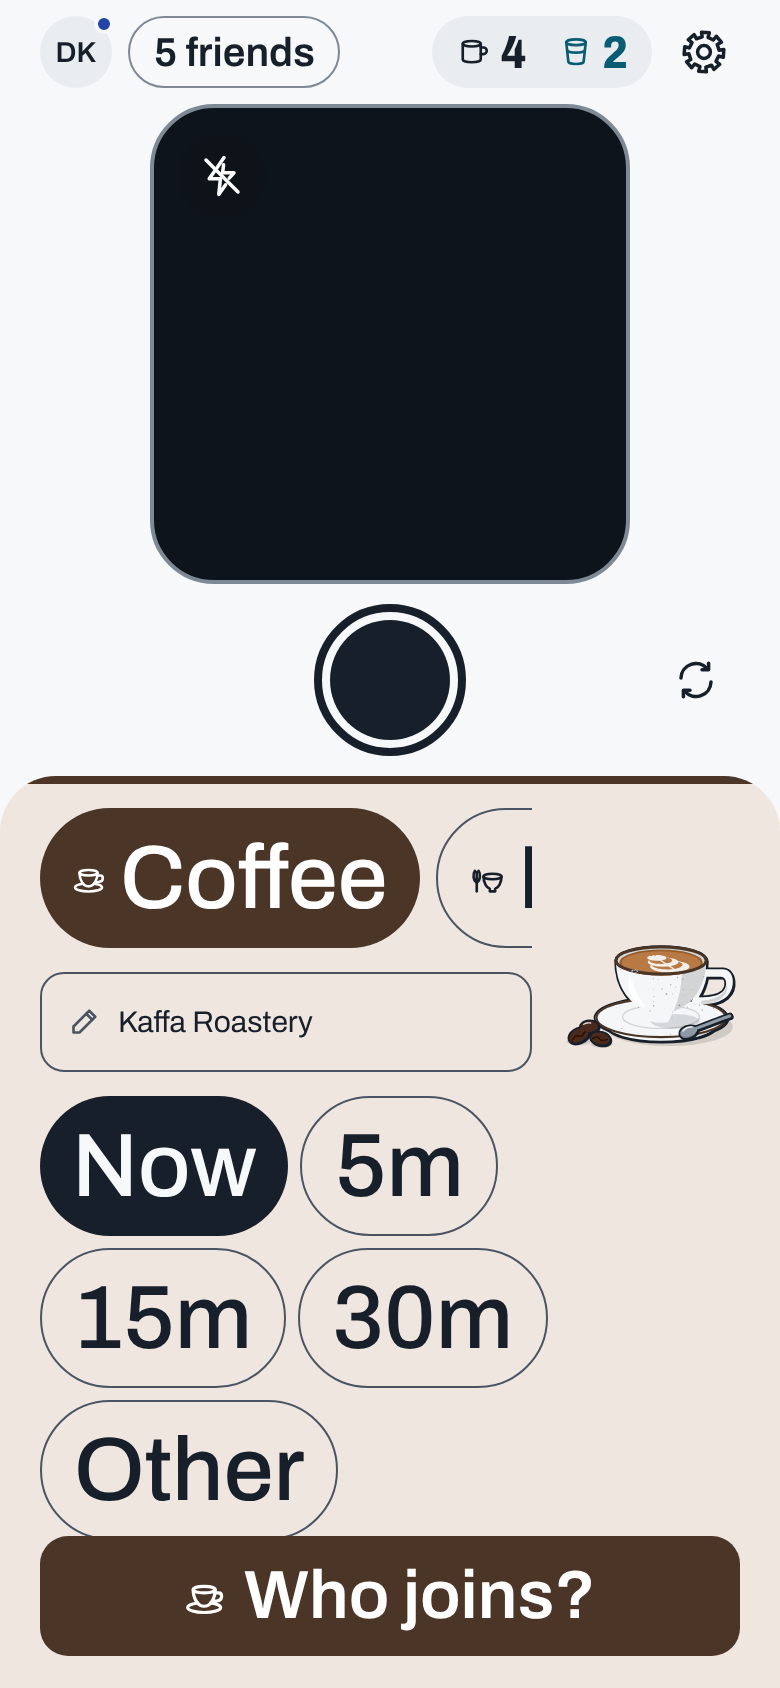 DK
5 friends
4
2
Coffee
Kaffa Roastery
Now
5m
15m
30m
Other
Who joins?